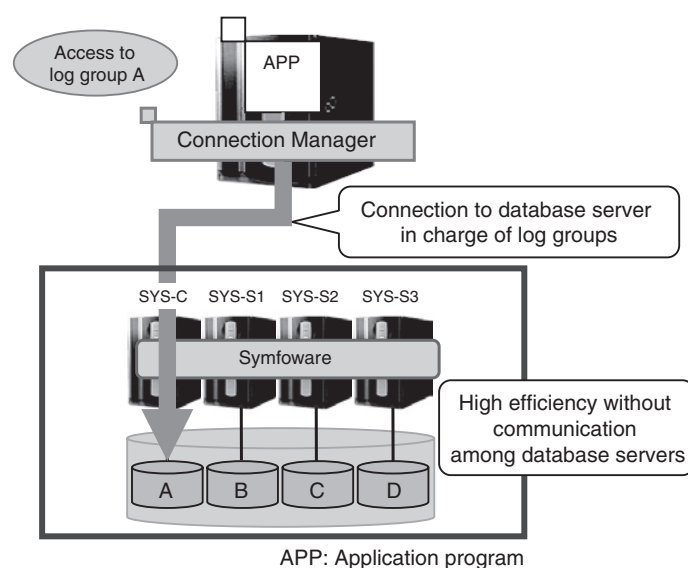 Access to
log group A
APP
Connection Manager
Connection to database server
in charge of log groups
SYS-C SYS-S1 SYS-S2 SYS-S3
Symfoware
High efficiency without
communication
among database servers
A B C D
APP: Application program